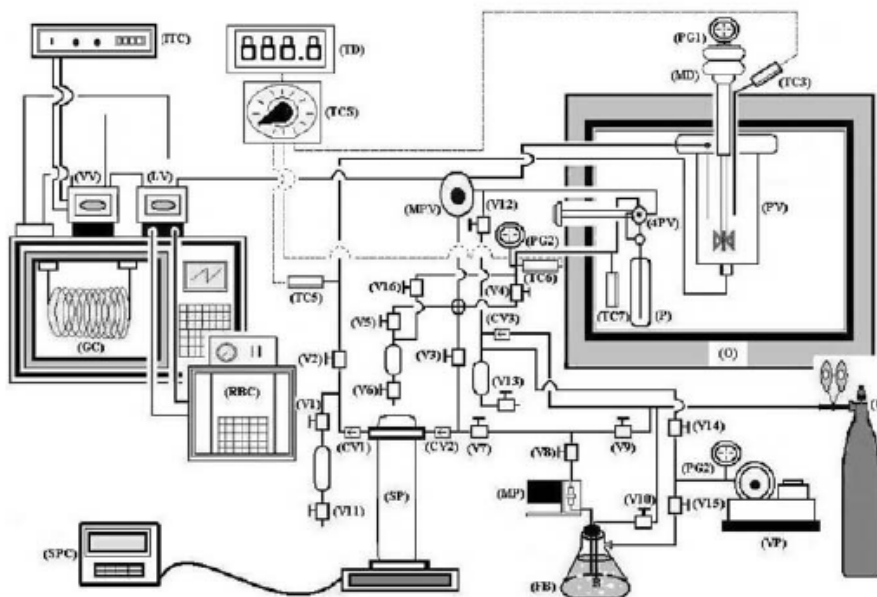 (ITC)
(TD)
(PG1)
(MD)
(TC3)
(TCS)
(VV)
(LV)
(MPV)
(V12)
(4PV)
(PV)
(PG2)
(TC6)
(V16)
(V4)
(TC5)
(TC7)
(P)
(GC)
(V5)
(CV3)
(O)
(V2)
(V3)
(V6)
(V13)
(RBC)
(V1)
(V14)
(CV1)
(CV2)
(V7)
(V9)
(V8)
(PG2)
(SP)
(MP)
(V10)
(V15)
(V11)
(VP)
(SPC)
(FB)